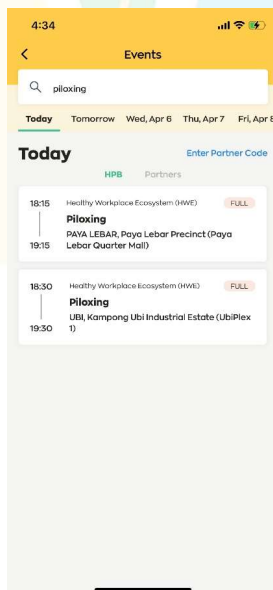 4:34
Events
piloxing
Today Tomorrow Wed, Apr 6 Thu, Apr 7 Fri, Apr 8
Today Enter Partner Code
HPB Partners
18:15 Healthy Workplace Ecosystem (HWE) FULL
Piloxing
PAYA LEBAR, Paya Lebar Precinct (Paya
19:15 Lebar Quarter Mall)
18:30 Healthy Workplace Ecosystem (HWE) FULL
Piloxing
UBI, Kampong Ubi Industrial Estate (UbiPlex
19:30 1)